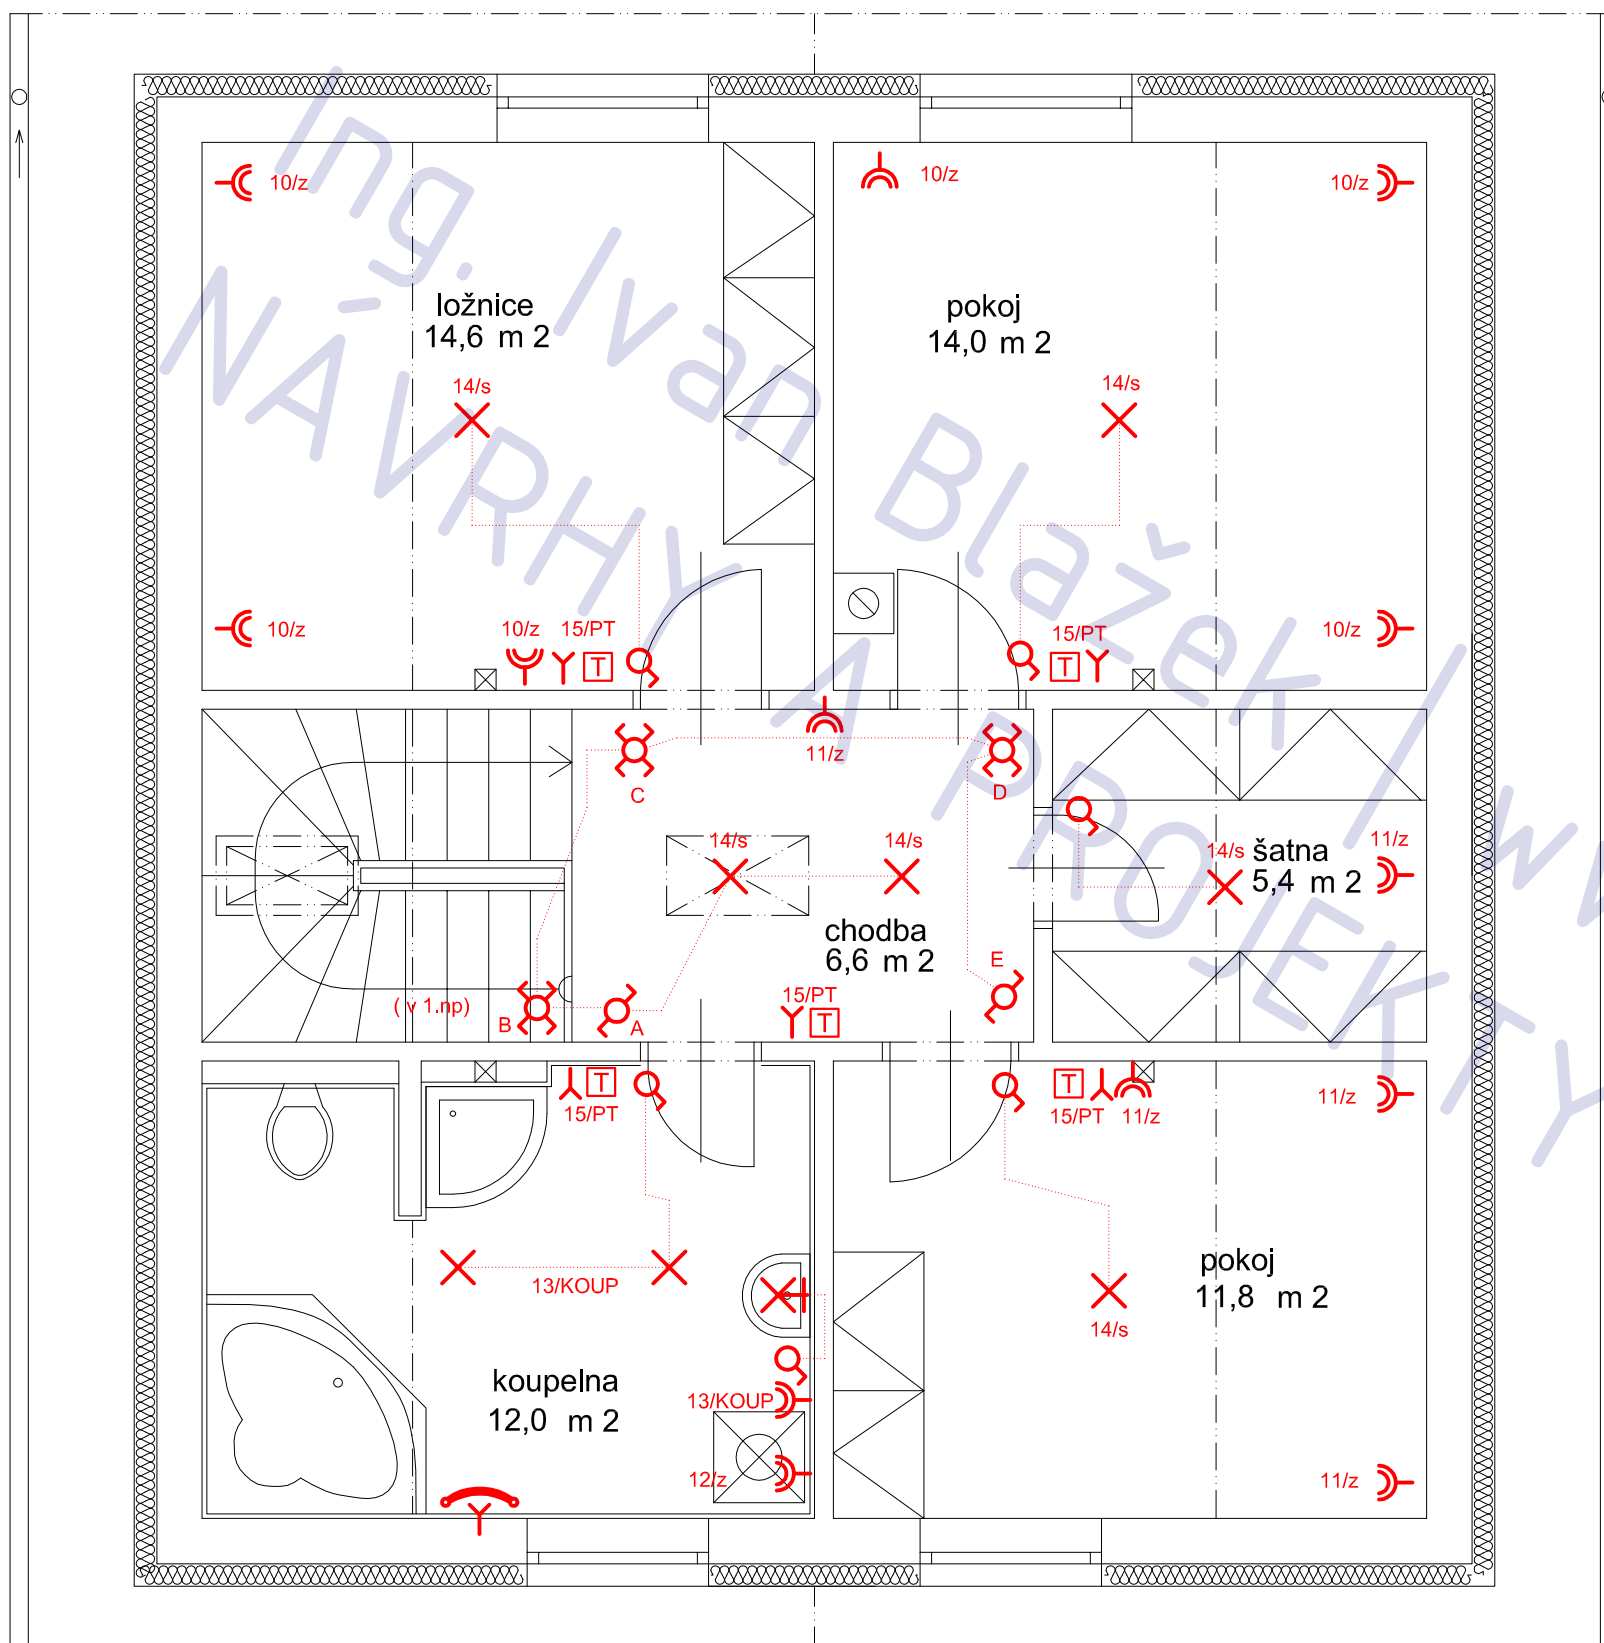 Ing. Ivan Blažek / w
NÁVRHY A PROJEKTY
10/z
10/z
10/z
ložnice
14,6 m 2
pokoj
14,0 m 2
14/s
14/s
10/z
10/z
15/PT
T
15/PT
T
10/z
11/z
C
D
14/s
14/s
14/s
šatna
5,4 m 2
11/z
chodba
6,6 m 2
E
15/PT
T
( v 1.np)
B
A
T
15/PT
T
15/PT
11/z
11/z
13/KOUP
pokoj
11,8 m 2
14/s
koupelna
12,0 m 2
13/KOUP
12/z
11/z